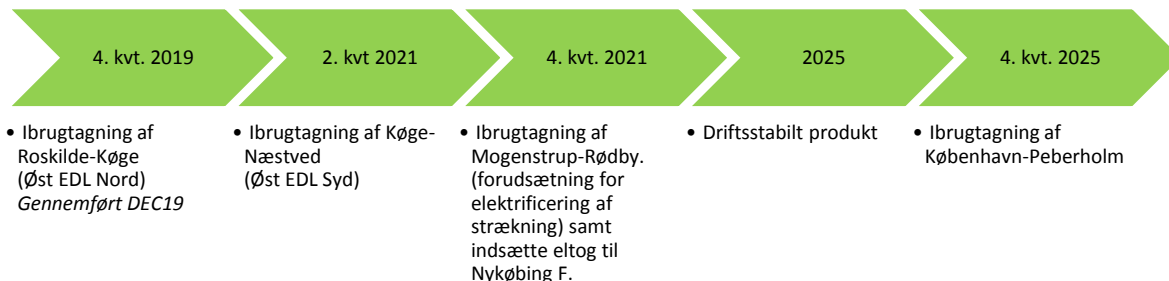 4. kvt. 2019
2. kvt 2021
4. kvt. 2021
2025
4. kvt. 2025
• Ibrugtagning af
Roskilde-Køge
(Øst EDL Nord)
Gennemført DEC19
• Ibrugtagning af Køge-
Næstved
(Øst EDL Syd)
• Ibrugtagning af
Mogenstrup-Rødby.
(forudsætning for
elektrificering af
strækning) samt
indsætte eltog til
Nykøbing F.
• Driftsstabilt produkt
• Ibrugtagning af
København-Peberholm